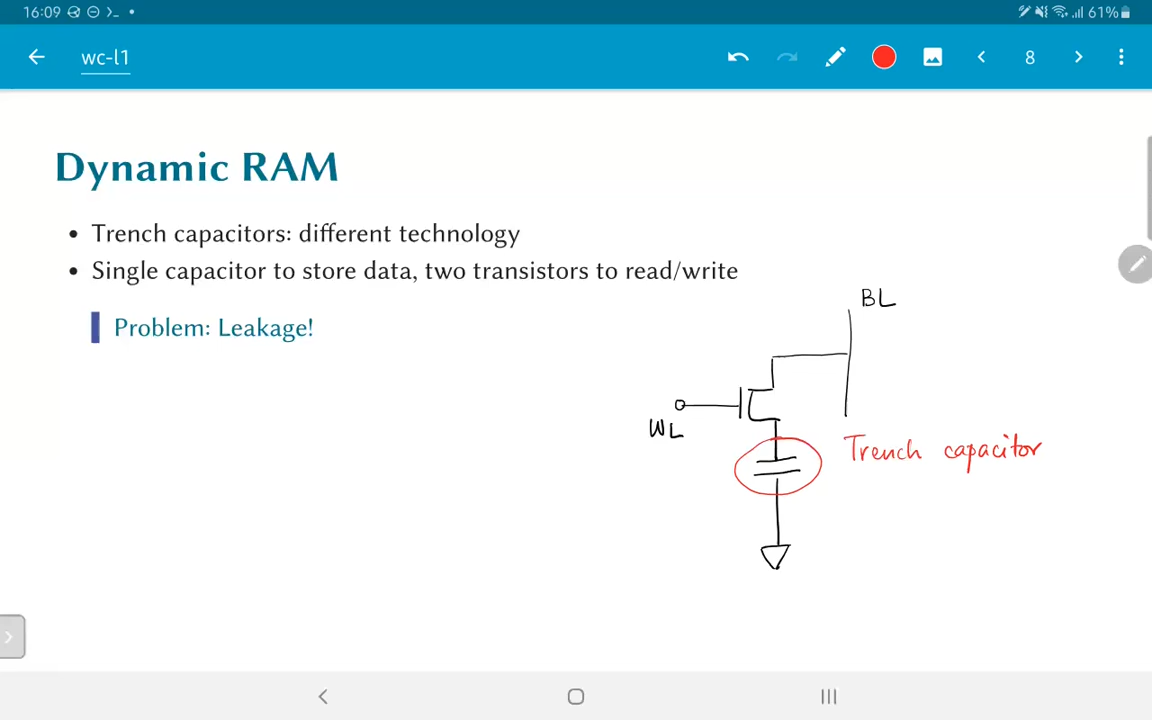 16:09
61%
wc-l1
8
Dynamic RAM
• Trench capacitors: different technology
• Single capacitor to store data, two transistors to read/write
Problem: Leakage!
BL
WL
Trench capacitor